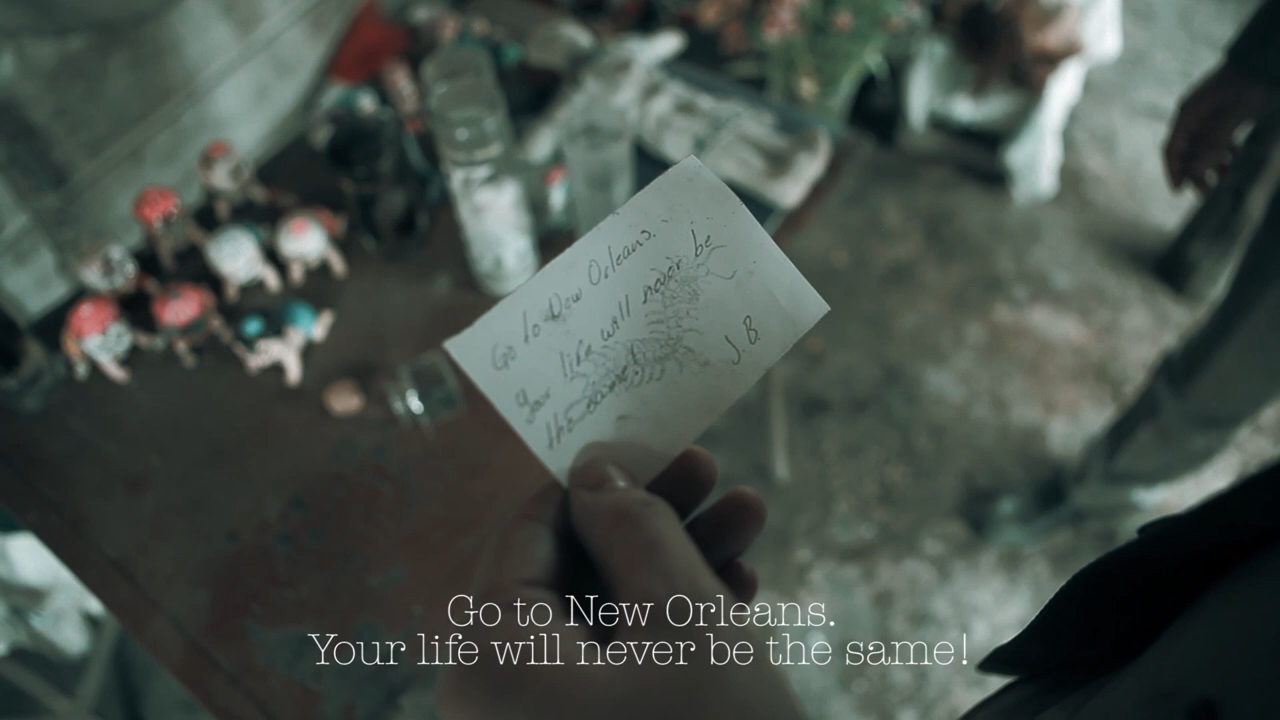 Go to New Orleans.
your life will never be
the same!
J.B.
Go to New Orleans.
Your life will never be the same!